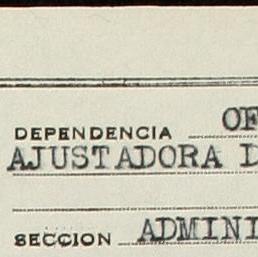 DEPENDENCIA OF
AJUSTADORA D
SECCION ADMINI